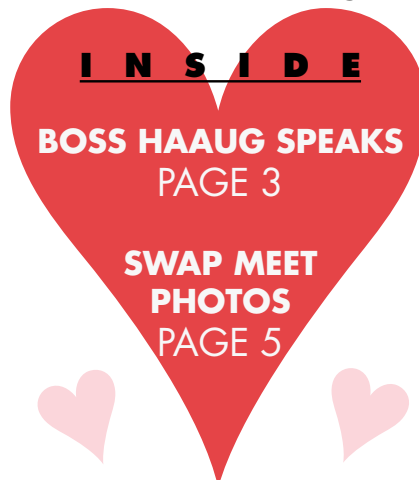 INSIDE
BOSS HAAUG SPEAKS
PAGE 3
SWAP MEET
PHOTOS
PAGE 5